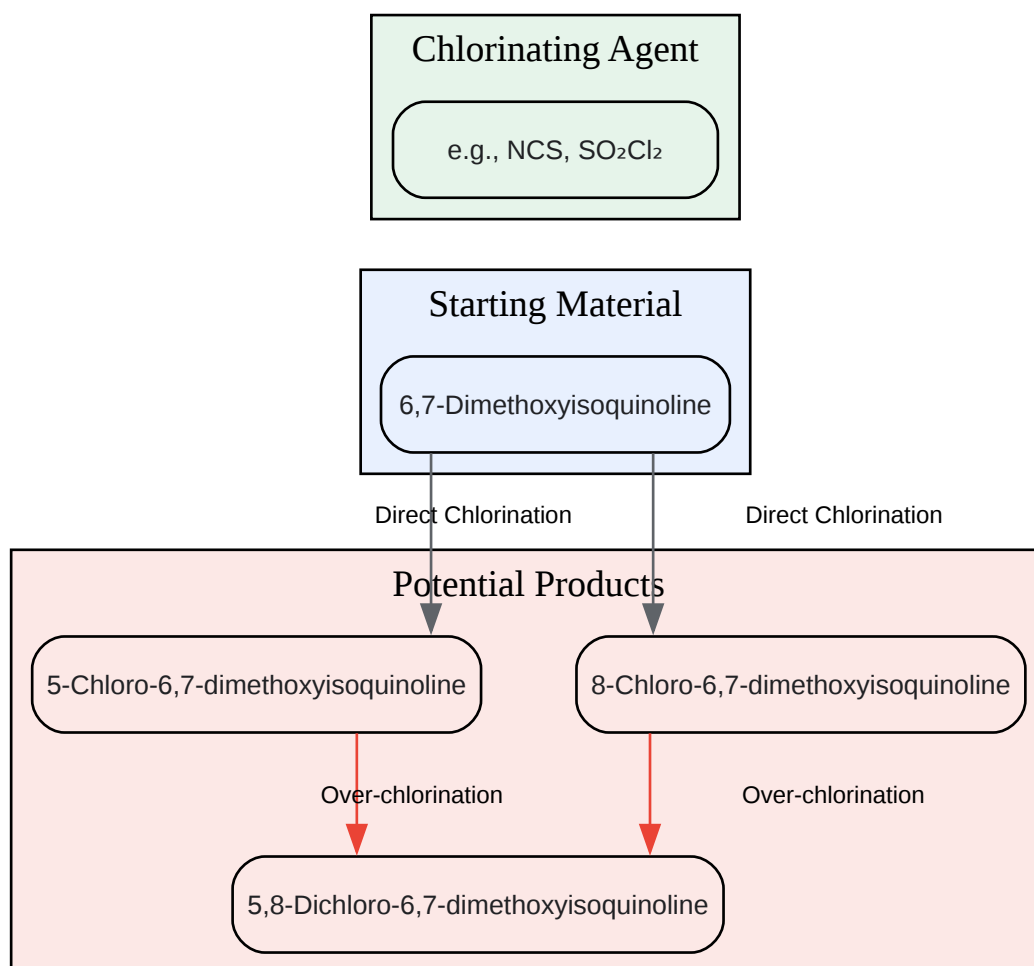 Chlorinating Agent
e.g., NCS, SO₂Cl₂
Starting Material
6,7-Dimethoxyisoquinoline
Direct Chlorination
Direct Chlorination
Potential Products
5-Chloro-6,7-dimethoxyisoquinoline
8-Chloro-6,7-dimethoxyisoquinoline
Over-chlorination
Over-chlorination
5,8-Dichloro-6,7-dimethoxyisoquinoline